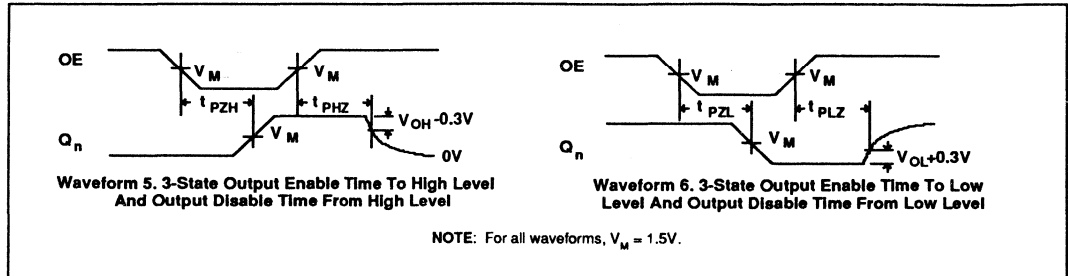 OE
V M
V M
t PZH
t PHZ
V OH -0.3V
Q n
V M
0V
Waveform 5. 3-State Output Enable Time To High Level
And Output Disable Time From High Level
OE
V M
V M
t PZL
t PLZ
Q n
V M
V OL +0.3V
Waveform 6. 3-State Output Enable Time To Low
Level And Output Disable Time From Low Level
NOTE: For all waveforms, V M = 1.5V.